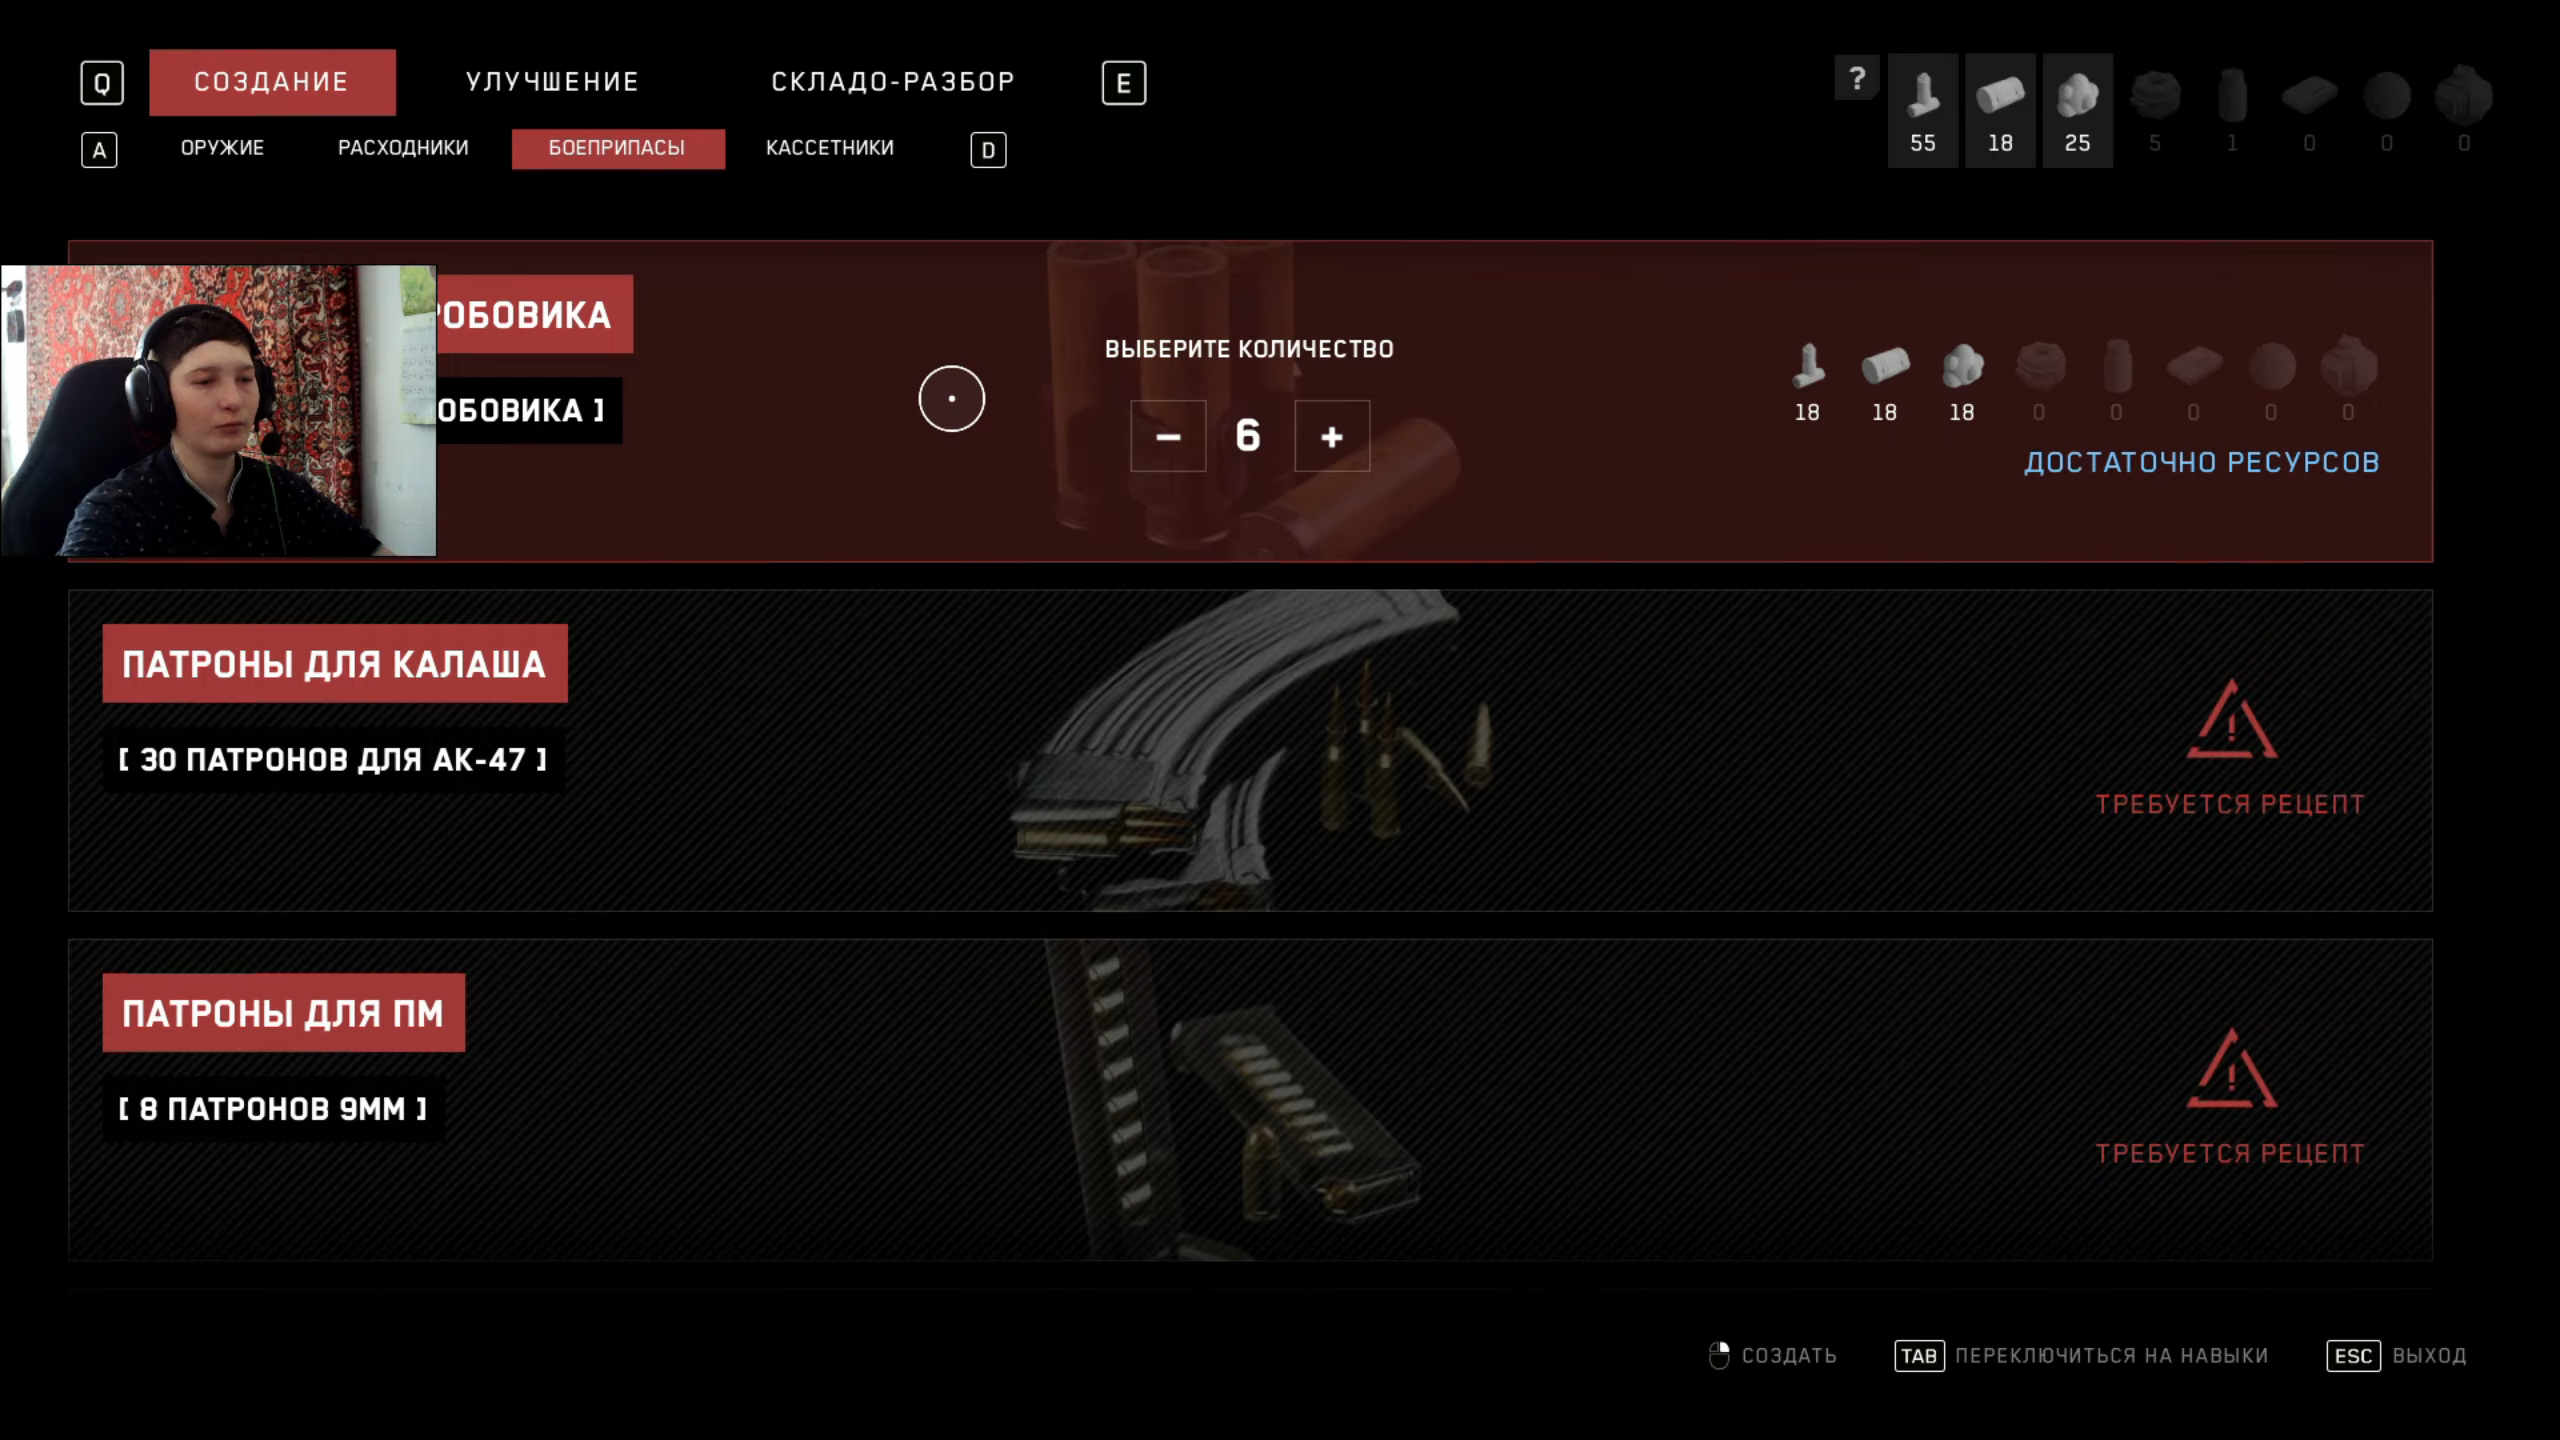 Q СОЗДАНИЕ УЛУЧШЕНИЕ СКЛАДО-РАЗБОР E
A ОРУЖИЕ РАСХОДНИКИ БОЕПРИПАСЫ КАССЕТНИКИ D
?
55 18 25 5 1 0 0 0
ОБОВИКА
ОБОВИКА ]
ВЫБЕРИТЕ КОЛИЧЕСТВО
− 6 +
18 18 18 0 0 0 0 0
ДОСТАТОЧНО РЕСУРСОВ
ПАТРОНЫ ДЛЯ КАЛАША
[ 30 ПАТРОНОВ ДЛЯ АК-47 ]
ТРЕБУЕТСЯ РЕЦЕПТ
ПАТРОНЫ ДЛЯ ПМ
[ 8 ПАТРОНОВ 9ММ ]
ТРЕБУЕТСЯ РЕЦЕПТ
СОЗДАТЬ TAB ПЕРЕКЛЮЧИТЬСЯ НА НАВЫКИ ESC ВЫХОД